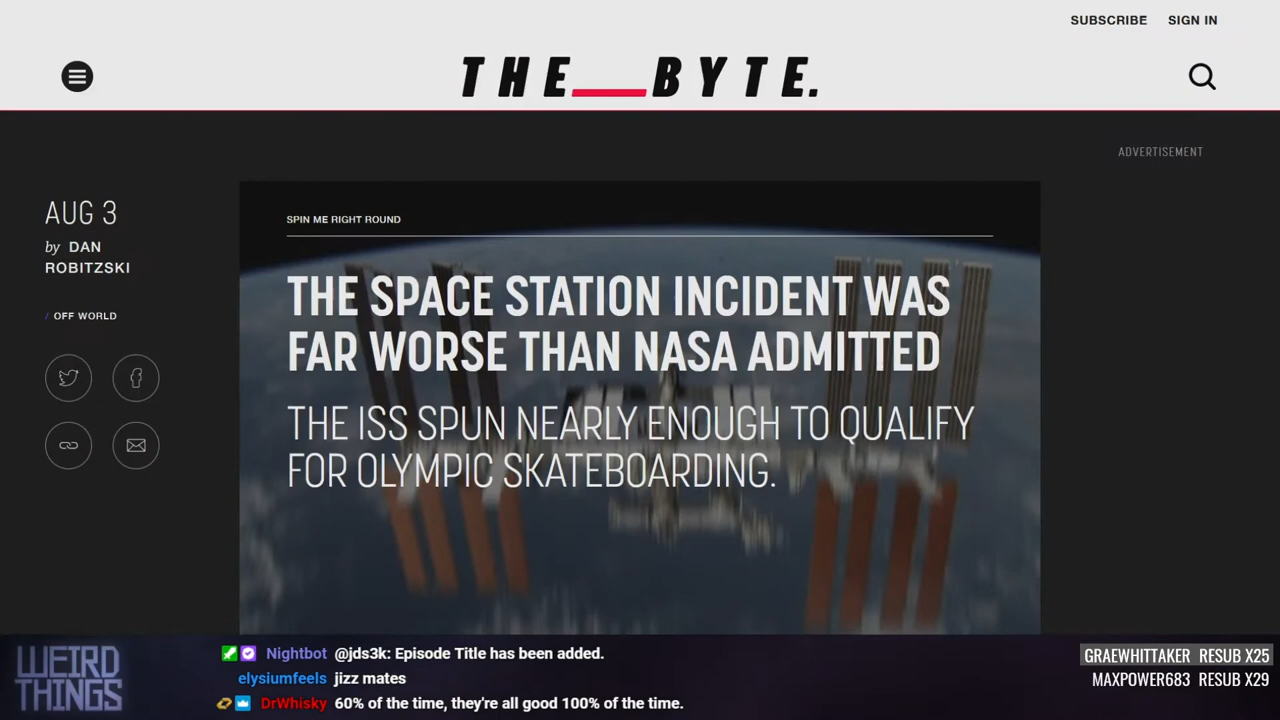 SUBSCRIBE SIGN IN
THE__BYTE.
ADVERTISEMENT
AUG 3
by DAN
ROBITZSKI
/ OFF WORLD
SPIN ME RIGHT ROUND
THE SPACE STATION INCIDENT WAS
FAR WORSE THAN NASA ADMITTED
THE ISS SPUN NEARLY ENOUGH TO QUALIFY
FOR OLYMPIC SKATEBOARDING.
WEIRD
THINGS
Nightbot @jds3k: Episode Title has been added.
elysiumfeels jizz mates
DrWhisky 60% of the time, they're all good 100% of the time.
GRAEWHITTAKER RESUB X25
MAXPOWER683 RESUB X29